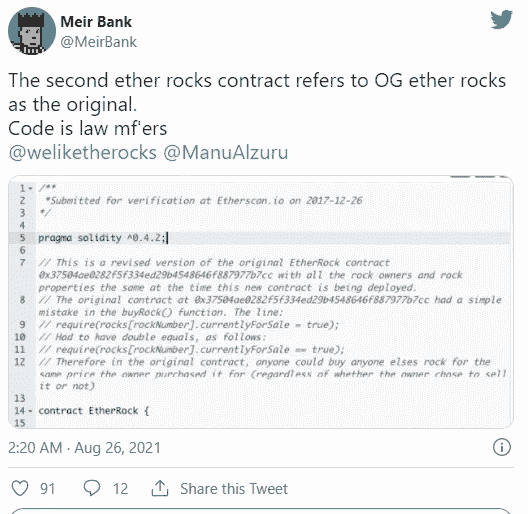 Meir Bank
@MeirBank
The second ether rocks contract refers to OG ether rocks
as the original.
Code is law mf'ers
@weliketherocks @ManuAlzuru
1 /**
2 *Submitted for verification at Etherscan.io on 2017-12-26
3 */
4
5 pragma solidity ^0.4.2;
6
7 // This is a revised version of the original EtherRock contract
0x37504ae0282f5f334ed29b4548646f887977b7cc with all the rock owners and rock
properties the same at the time this new contract is being deployed.
8 // The original contract at 0x37504ae0282f5f334ed29b4548646f887977b7cc had a simple
mistake in the buyRock() function. The line:
9 // require(rocks[rockNumber].currentlyForSale = true);
10 // Had to have double equals, as follows:
11 // require(rocks[rockNumber].currentlyForSale == true);
12 // Therefore in the original contract, anyone could buy anyone elses rock for the
same price the owner purchased it for (regardless of whether the owner chose to sell
it or not)
13
14 contract EtherRock {
15
2:20 AM · Aug 26, 2021
91 12 Share this Tweet